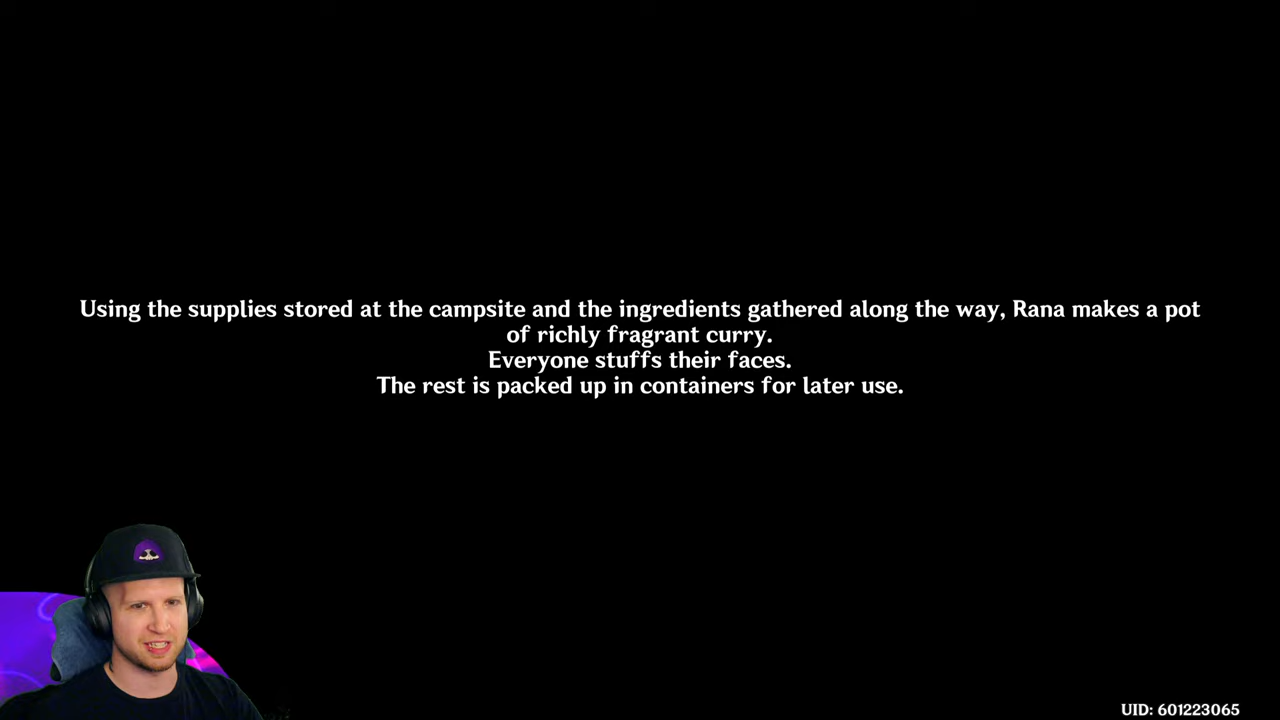 Using the supplies stored at the campsite and the ingredients gathered along the way, Rana makes a pot
of richly fragrant curry.
Everyone stuffs their faces.
The rest is packed up in containers for later use.
UID: 601223065